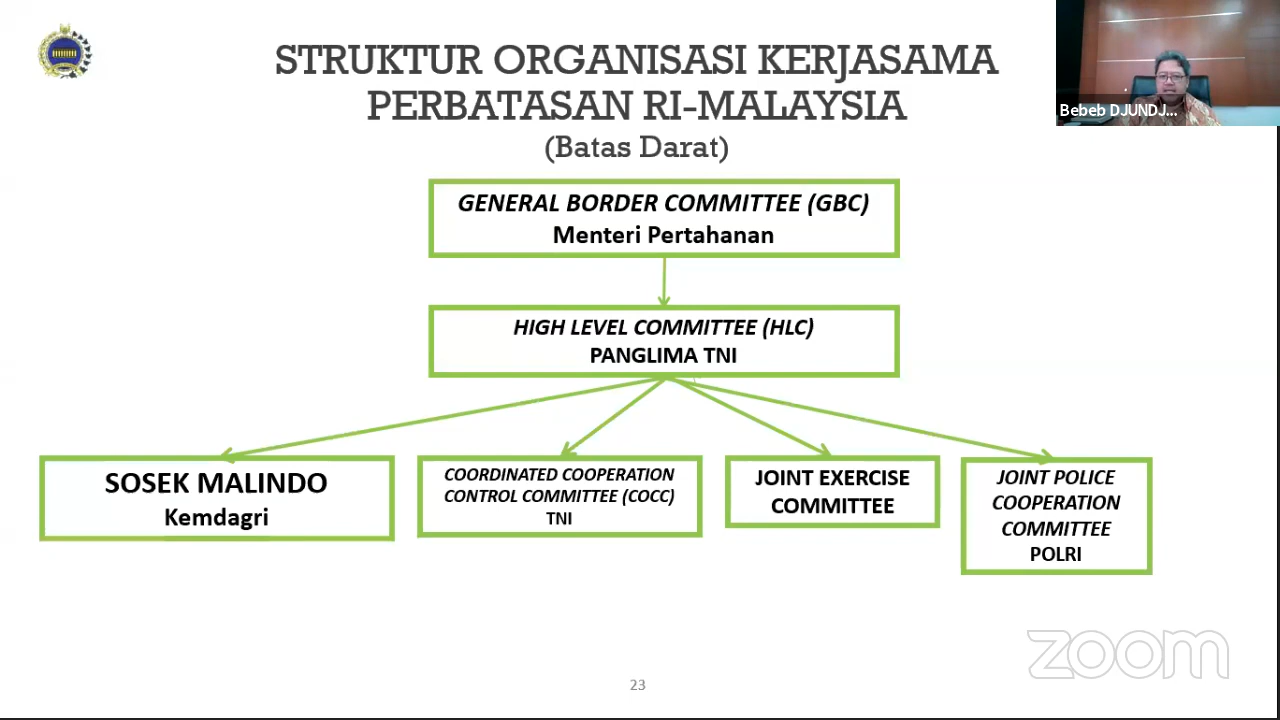 STRUKTUR ORGANISASI KERJASAMA
PERBATASAN RI-MALAYSIA
(Batas Darat)
Bebeb DJUNDJ...
GENERAL BORDER COMMITTEE (GBC)
Menteri Pertahanan
HIGH LEVEL COMMITTEE (HLC)
PANGLIMA TNI
SOSEK MALINDO
Kemdagri
COORDINATED COOPERATION
CONTROL COMMITTEE (COCC)
TNI
JOINT EXERCISE
COMMITTEE
JOINT POLICE
COOPERATION
COMMITTEE
POLRI
zoom
23